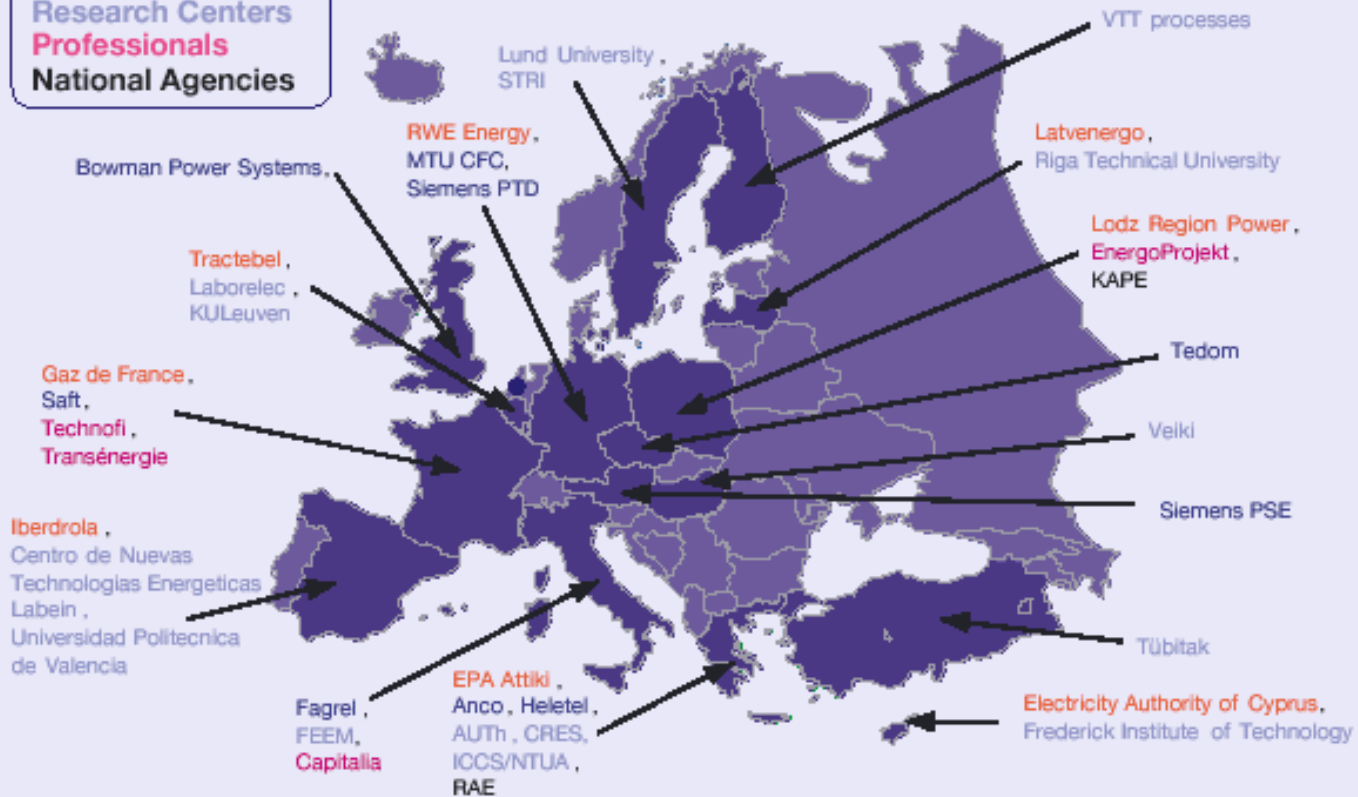 Research Centers
Professionals
National Agencies
VTT processes
Lund University ,
STRI
RWE Energy ,
MTU CFC,
Siemens PTD
Latvenergo ,
Riga Technical University
Bowman Power Systems,
Lodz Region Power ,
EnergoProjekt ,
KAPE
Tractebel ,
Laborelec ,
KULeuven
Tedom
Gaz de France ,
Saft ,
Technofi ,
Transénergie
Veiki
Siemens PSE
Iberdrola ,
Centro de Nuevas
Technologias Energeticas
Labein ,
Universidad Politecnica
de Valencia
Tübitak
Fagrel ,
FEEM,
Capitalia
EPA Attiki ,
Anco , Heletel ,
AUTh , CRES,
ICCS/NTUA ,
RAE
Electricity Authority of Cyprus,
Frederick Institute of Technology